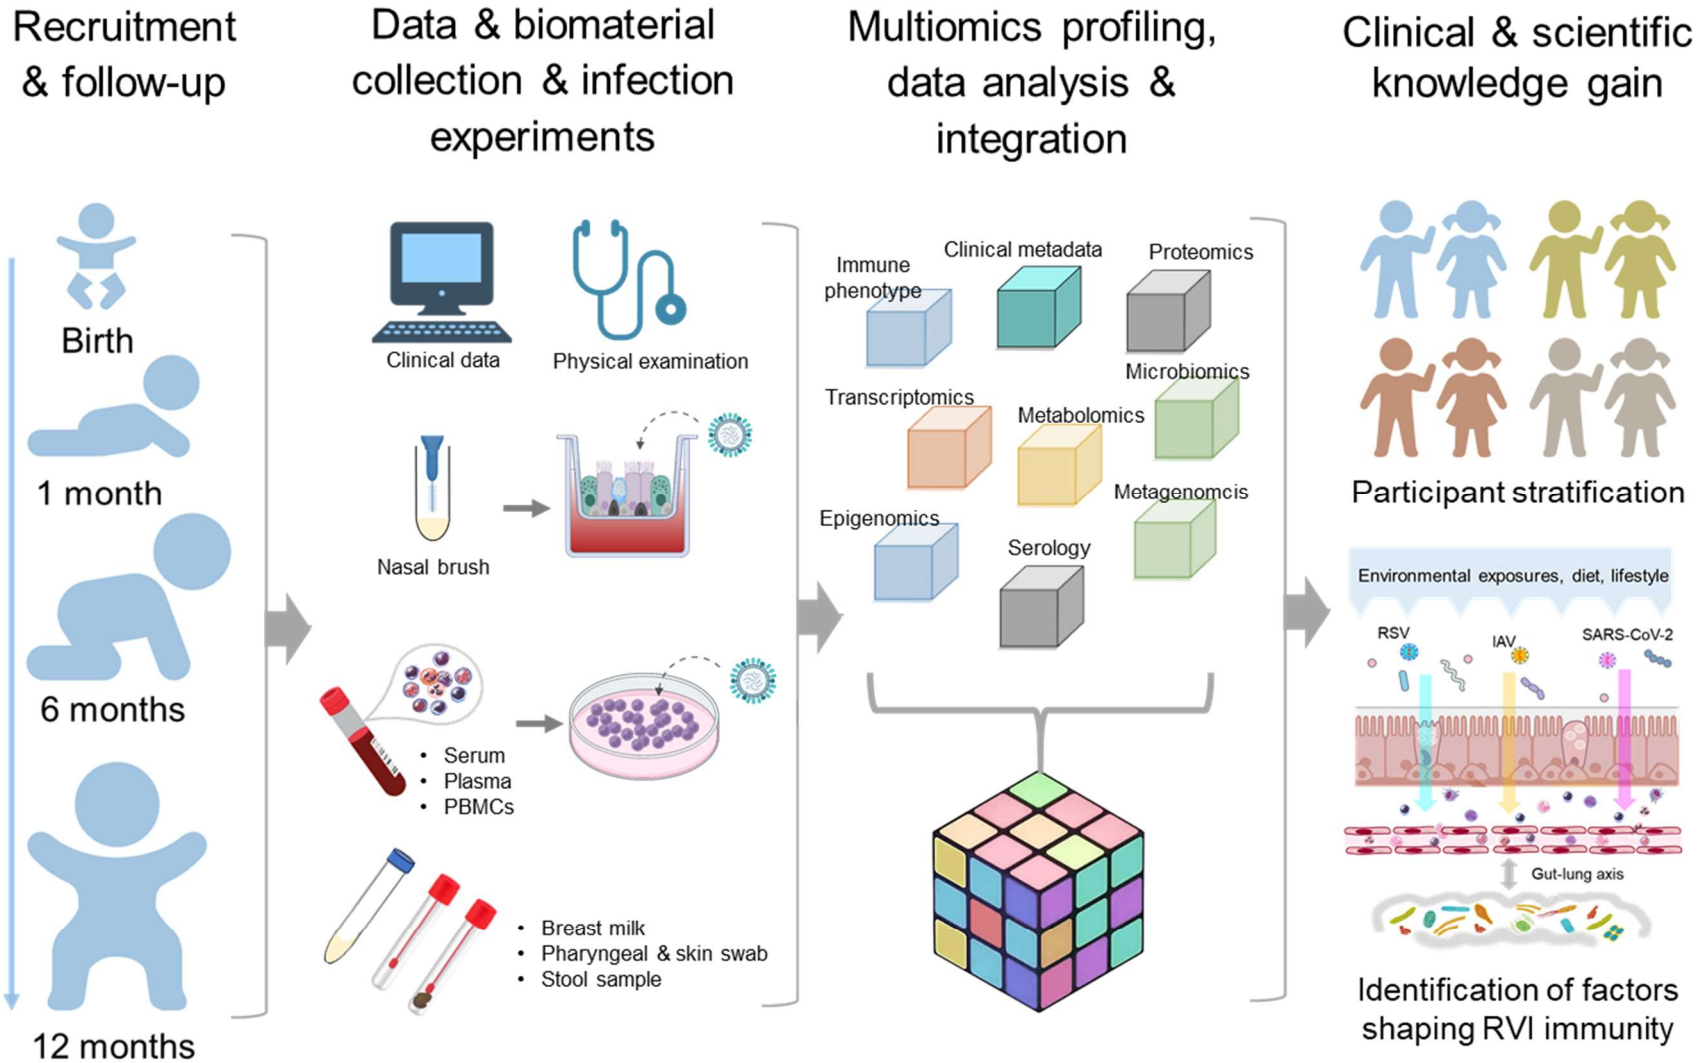 Recruitment
& follow-up
Data & biomaterial
collection & infection
experiments
Multiomics profiling,
data analysis &
integration
Clinical & scientific
knowledge gain
Birth
1 month
6 months
12 months
Clinical data
Physical examination
Nasal brush
• Serum
• Plasma
• PBMCs
• Breast milk
• Pharyngeal & skin swab
• Stool sample
Immune
phenotype
Clinical metadata
Proteomics
Transcriptomics
Metabolomics
Microbiomics
Epigenomics
Serology
Metagenomcis
Participant stratification
Environmental exposures, diet, lifestyle
RSV
IAV
SARS-CoV-2
Gut-lung axis
Identification of factors
shaping RVI immunity